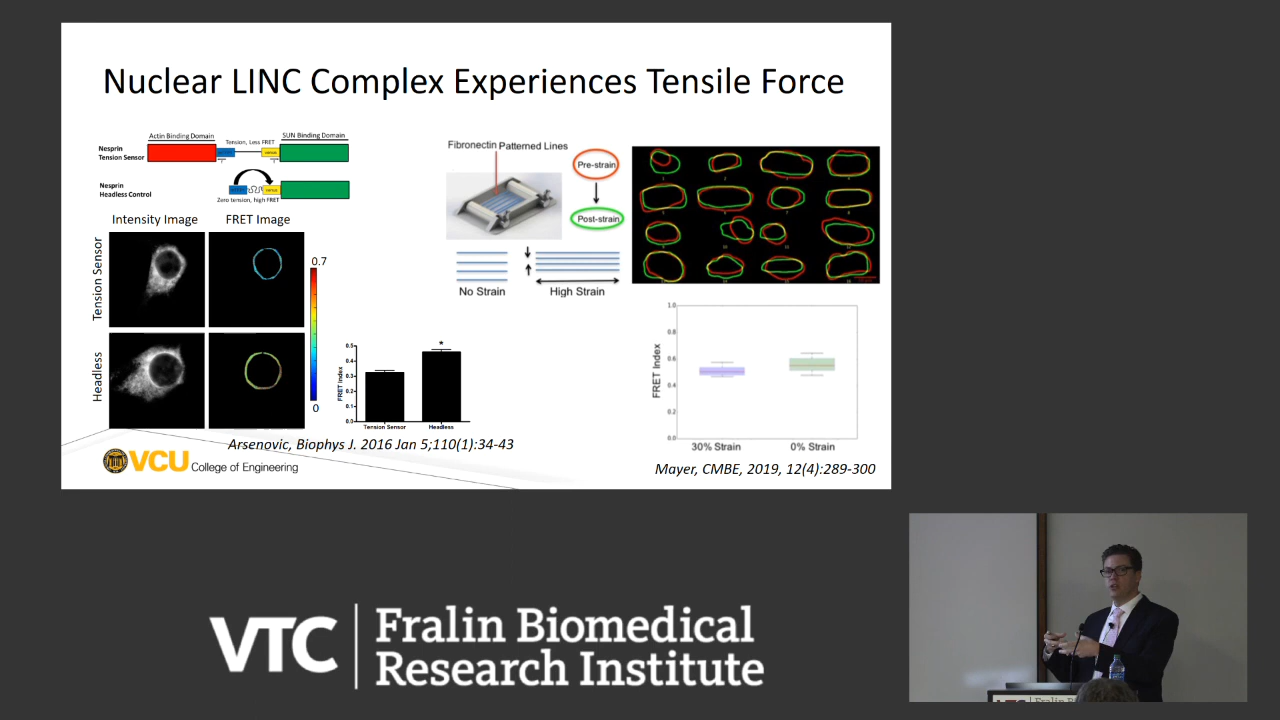 Nuclear LINC Complex Experiences Tensile Force
Actin Binding Domain
SUN Binding Domain
Nesprin
Tension Sensor
Tension, Less FRET
venus
Nesprin
Headless Control
venus
Zero tension, high FRET
Intensity Image
FRET Image
Tension Sensor
Headless
0.7
0
FRET Index
0.5
0.4
0.3
0.2
0.1
0.0
*
Tension Sensor
Headless
Arsenovic, Biophys J. 2016 Jan 5;110(1):34-43
Fibronectin Patterned Lines
Pre-strain
Post-strain
No Strain
High Strain
FRET Index
1.0
0.8
0.6
0.4
0.2
0.0
30% Strain
0% Strain
Mayer, CMBE, 2019, 12(4):289-300
VCU College of Engineering
VTC
Fralin Biomedical
Research Institute
Fralin Biom